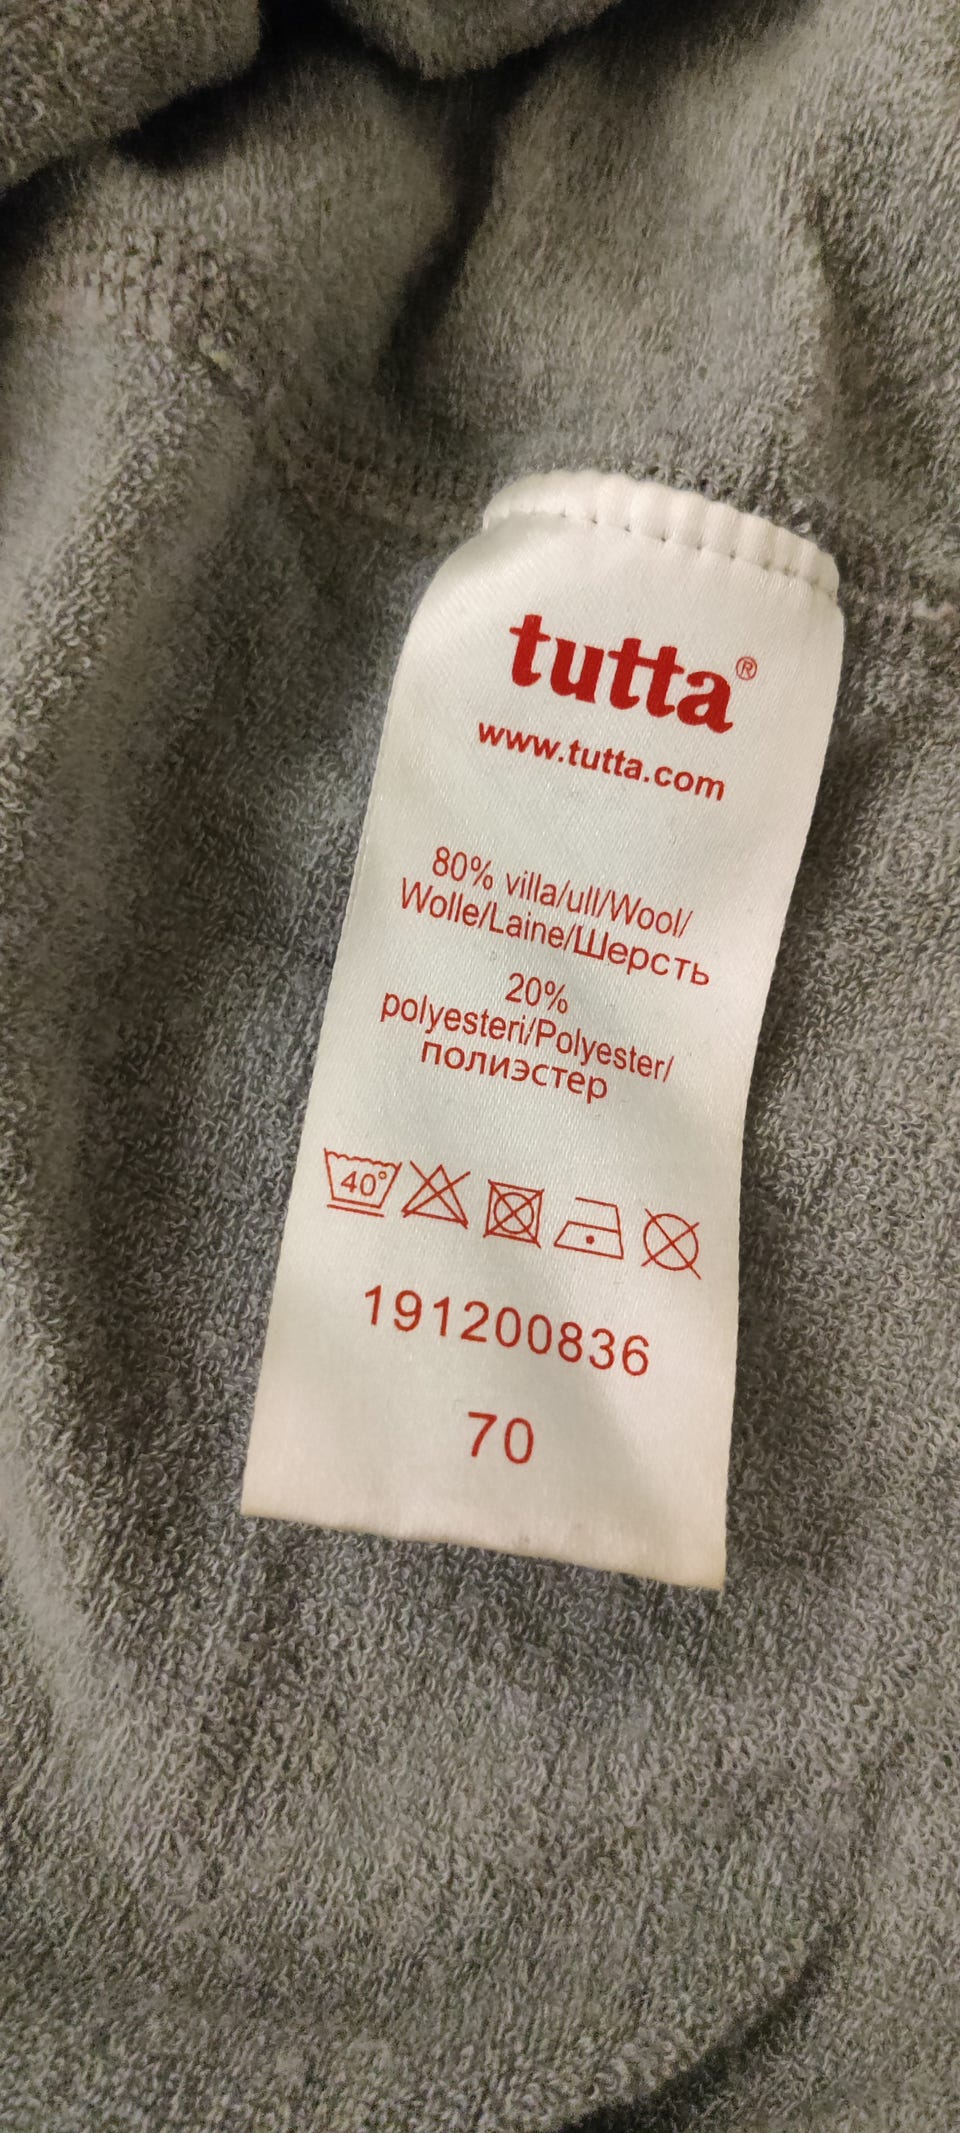 tutta®
www.tutta.com
80% villa/ull/Wool/
Wolle/Laine/Шерсть
20%
polyesteri/Polyester/
полиэстер
40°
191200836
70